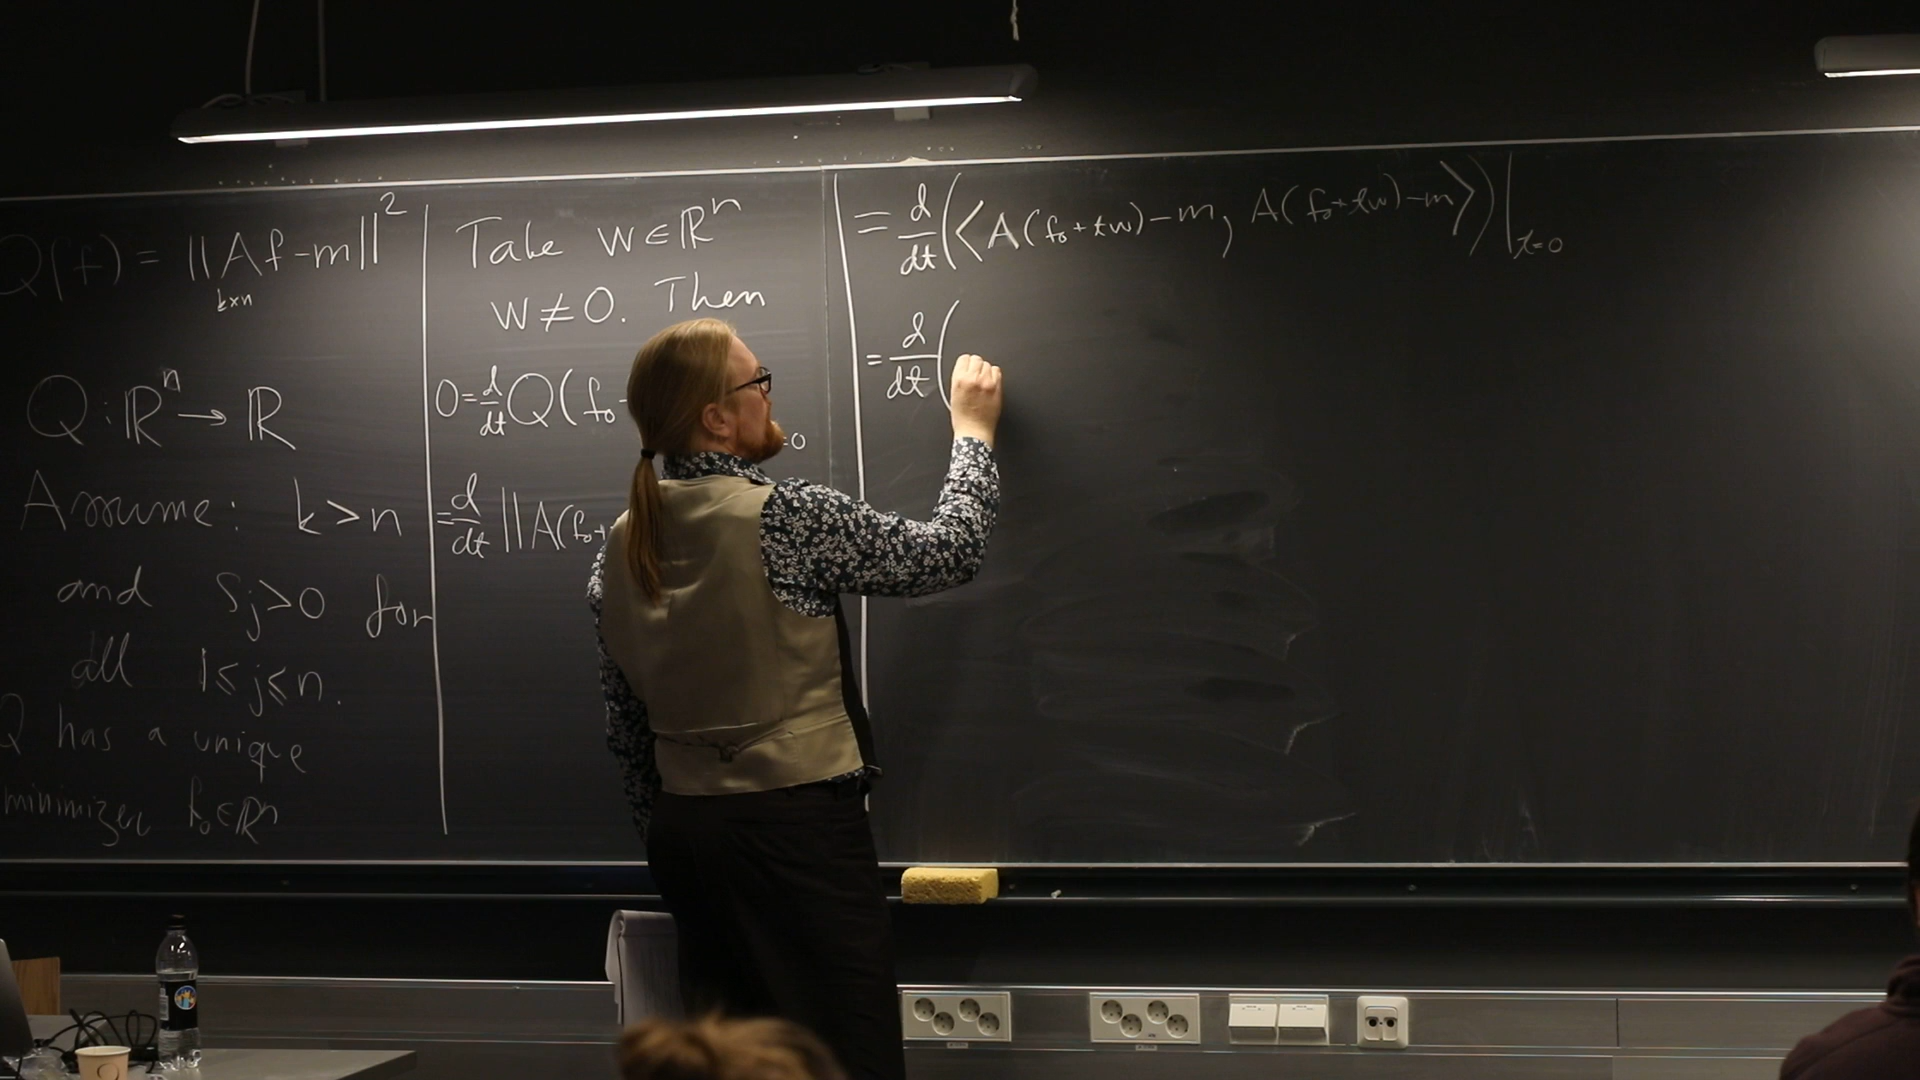 Q(f) = ||Af-m||²
k×n
Q: ℝⁿ → ℝ
Assume: k > n
and sⱼ > 0 for
all 1 ≤ j ≤ n.
Q has a unique
minimizer f₀ ∈ ℝⁿ
Take w ∈ ℝⁿ
w ≠ 0. Then
0 = d/dt Q(f₀
=0
= d/dt ||A(f₀+
= d/dt (⟨A(f₀+tw)-m, A(f₀+tw)-m⟩)|t=0
= d/dt (